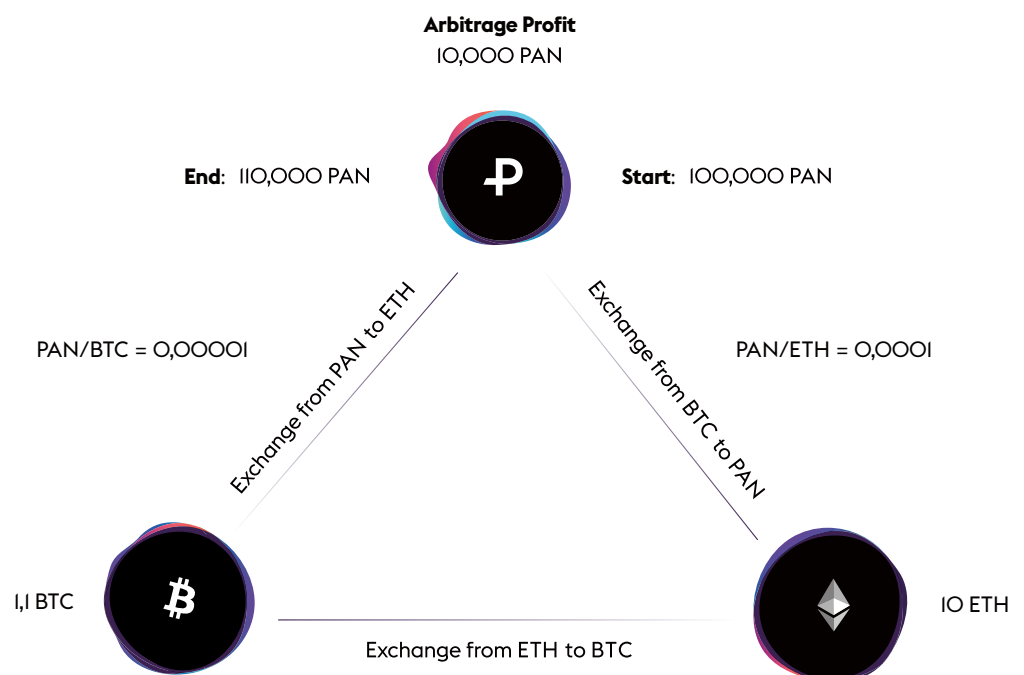 Arbitrage Profit
10,000 PAN
End: 110,000 PAN
Start: 100,000 PAN
Exchange from PAN to ETH
Exchange from BTC to PAN
PAN/BTC = 0,00001
PAN/ETH = 0,0001
1,1 BTC
10 ETH
Exchange from ETH to BTC